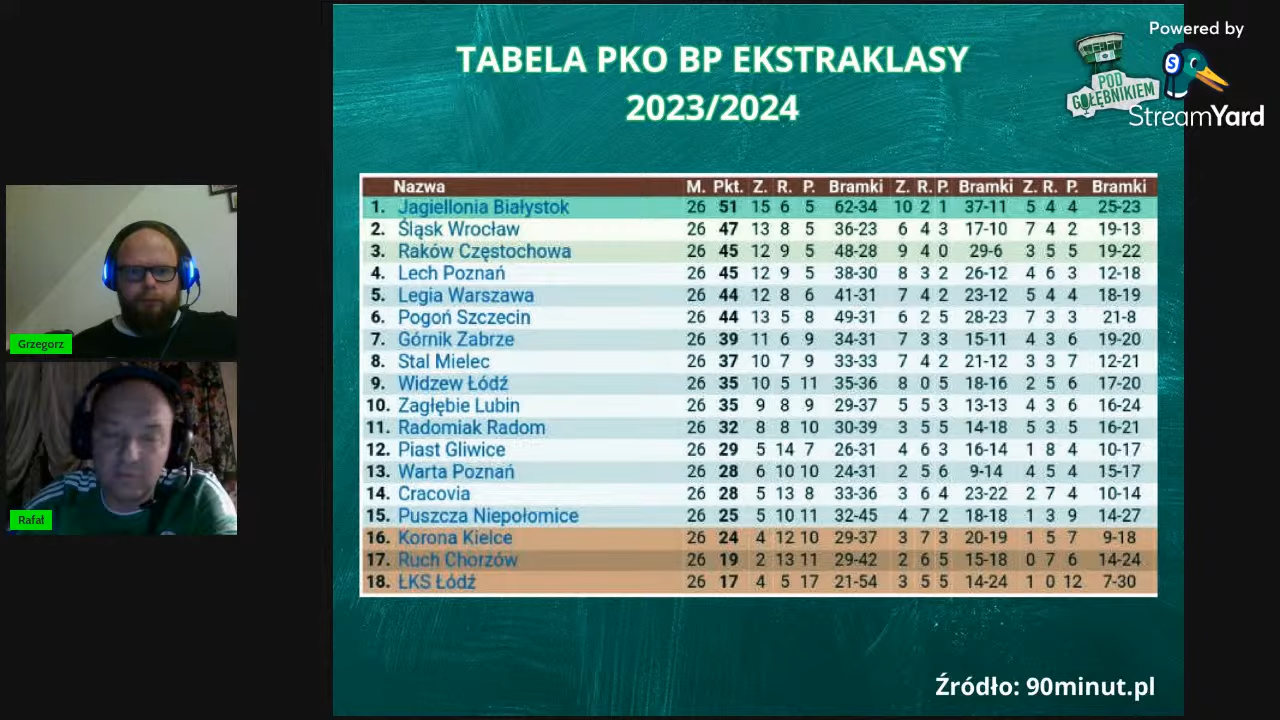 TABELA PKO BP EKSTRAKLASY
2023/2024
Powered by
StreamYard
POD
GOŁĘBNIKIEM
Nazwa M. Pkt. Z. R. P. Bramki Z. R. P. Bramki Z. R. P. Bramki
1. Jagiellonia Białystok 26 51 15 6 5 62-34 10 2 1 37-11 5 4 4 25-23
2. Śląsk Wrocław 26 47 13 8 5 36-23 6 4 3 17-10 7 4 2 19-13
3. Raków Częstochowa 26 45 12 9 5 48-28 9 4 0 29-6 3 5 5 19-22
4. Lech Poznań 26 45 12 9 5 38-30 8 3 2 26-12 4 6 3 12-18
5. Legia Warszawa 26 44 12 8 6 41-31 7 4 2 23-12 5 4 4 18-19
6. Pogoń Szczecin 26 44 13 5 8 49-31 6 2 5 28-23 7 3 3 21-8
7. Górnik Zabrze 26 39 11 6 9 34-31 7 3 3 15-11 4 3 6 19-20
8. Stal Mielec 26 37 10 7 9 33-33 7 4 2 21-12 3 3 7 12-21
9. Widzew Łódź 26 35 10 5 11 35-36 8 0 5 18-16 2 5 6 17-20
10. Zagłębie Lubin 26 35 9 8 9 29-37 5 5 3 13-13 4 3 6 16-24
11. Radomiak Radom 26 32 8 8 10 30-39 3 5 5 14-18 5 3 5 16-21
12. Piast Gliwice 26 29 5 14 7 26-31 4 6 3 16-14 1 8 4 10-17
13. Warta Poznań 26 28 6 10 10 24-31 2 5 6 9-14 4 5 4 15-17
14. Cracovia 26 28 5 13 8 33-36 3 6 4 23-22 2 7 4 10-14
15. Puszcza Niepołomice 26 25 5 10 11 32-45 4 7 2 18-18 1 3 9 14-27
16. Korona Kielce 26 24 4 12 10 29-37 3 7 3 20-19 1 5 7 9-18
17. Ruch Chorzów 26 19 2 13 11 29-42 2 6 5 15-18 0 7 6 14-24
18. ŁKS Łódź 26 17 4 5 17 21-54 3 5 5 14-24 1 0 12 7-30
Grzegorz
Rafał
Źródło: 90minut.pl